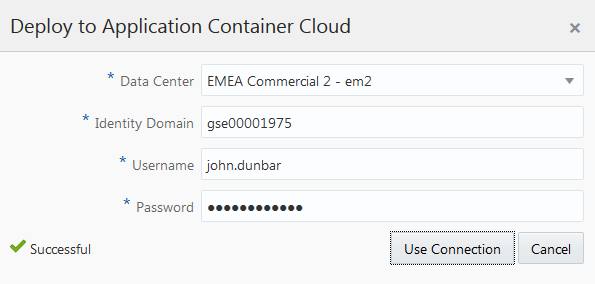 Deploy to Application Container Cloud
* Data Center EMEA Commercial 2 - em2
* Identity Domain gse00001975
* Username john.dunbar
* Password ●●●●●●●●●●●●
Successful Use Connection Cancel